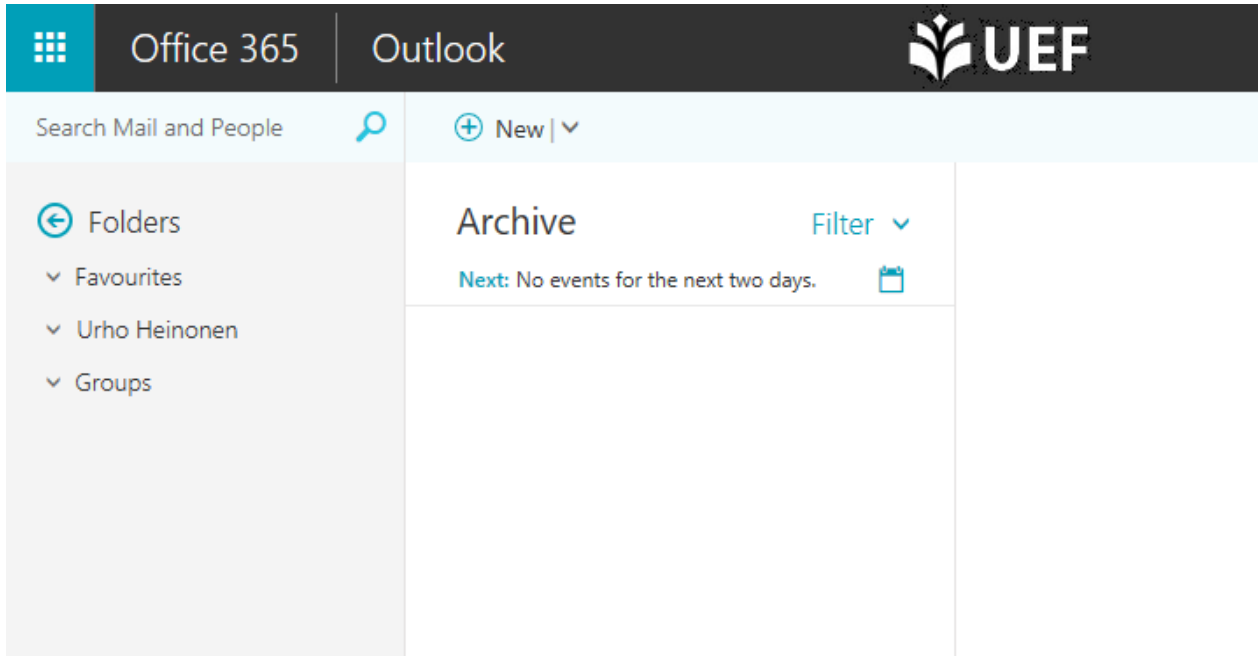 Office 365 Outlook UEF
Search Mail and People New
Folders
Favourites
Urho Heinonen
Groups
Archive Filter
Next: No events for the next two days.